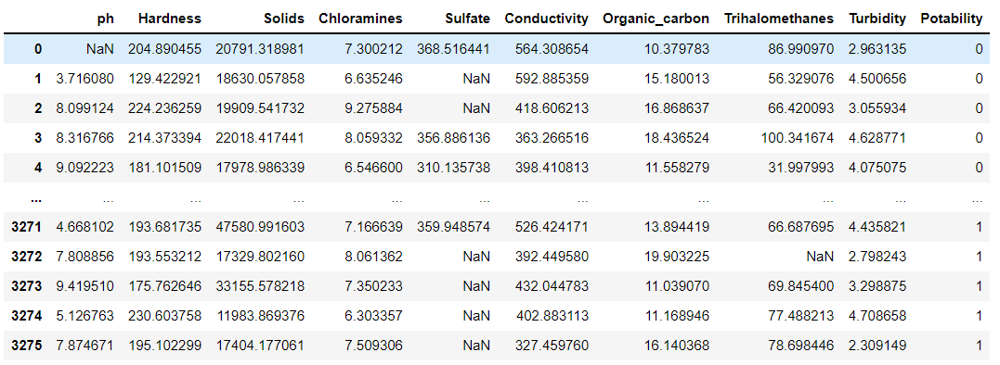 ph Hardness Solids Chloramines Sulfate Conductivity Organic_carbon Trihalomethanes Turbidity Potability
0 NaN 204.890455 20791.318981 7.300212 368.516441 564.308654 10.379783 86.990970 2.963135 0
1 3.716080 129.422921 18630.057858 6.635246 NaN 592.885359 15.180013 56.329076 4.500656 0
2 8.099124 224.236259 19909.541732 9.275884 NaN 418.606213 16.868637 66.420093 3.055934 0
3 8.316766 214.373394 22018.417441 8.059332 356.886136 363.266516 18.436524 100.341674 4.628771 0
4 9.092223 181.101509 17978.986339 6.546600 310.135738 398.410813 11.558279 31.997993 4.075075 0
... ... ... ... ... ... ... ... ... ... ...
3271 4.668102 193.681735 47580.991603 7.166639 359.948574 526.424171 13.894419 66.687695 4.435821 1
3272 7.808856 193.553212 17329.802160 8.061362 NaN 392.449580 19.903225 NaN 2.798243 1
3273 9.419510 175.762646 33155.578218 7.350233 NaN 432.044783 11.039070 69.845400 3.298875 1
3274 5.126763 230.603758 11983.869376 6.303357 NaN 402.883113 11.168946 77.488213 4.708658 1
3275 7.874671 195.102299 17404.177061 7.509306 NaN 327.459760 16.140368 78.698446 2.309149 1